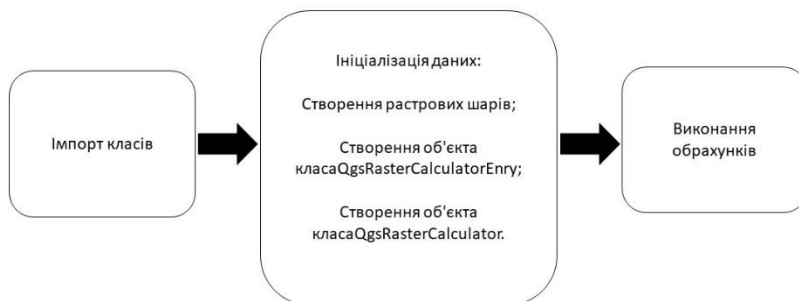 Імпорт класів
Ініціалізація даних:
Створення растрових шарів;
Створення об'єкта
класаQgsRasterCalculatorEnry;
Створення об'єкта
класаQgsRasterCalculator.
Виконання
обрахунків